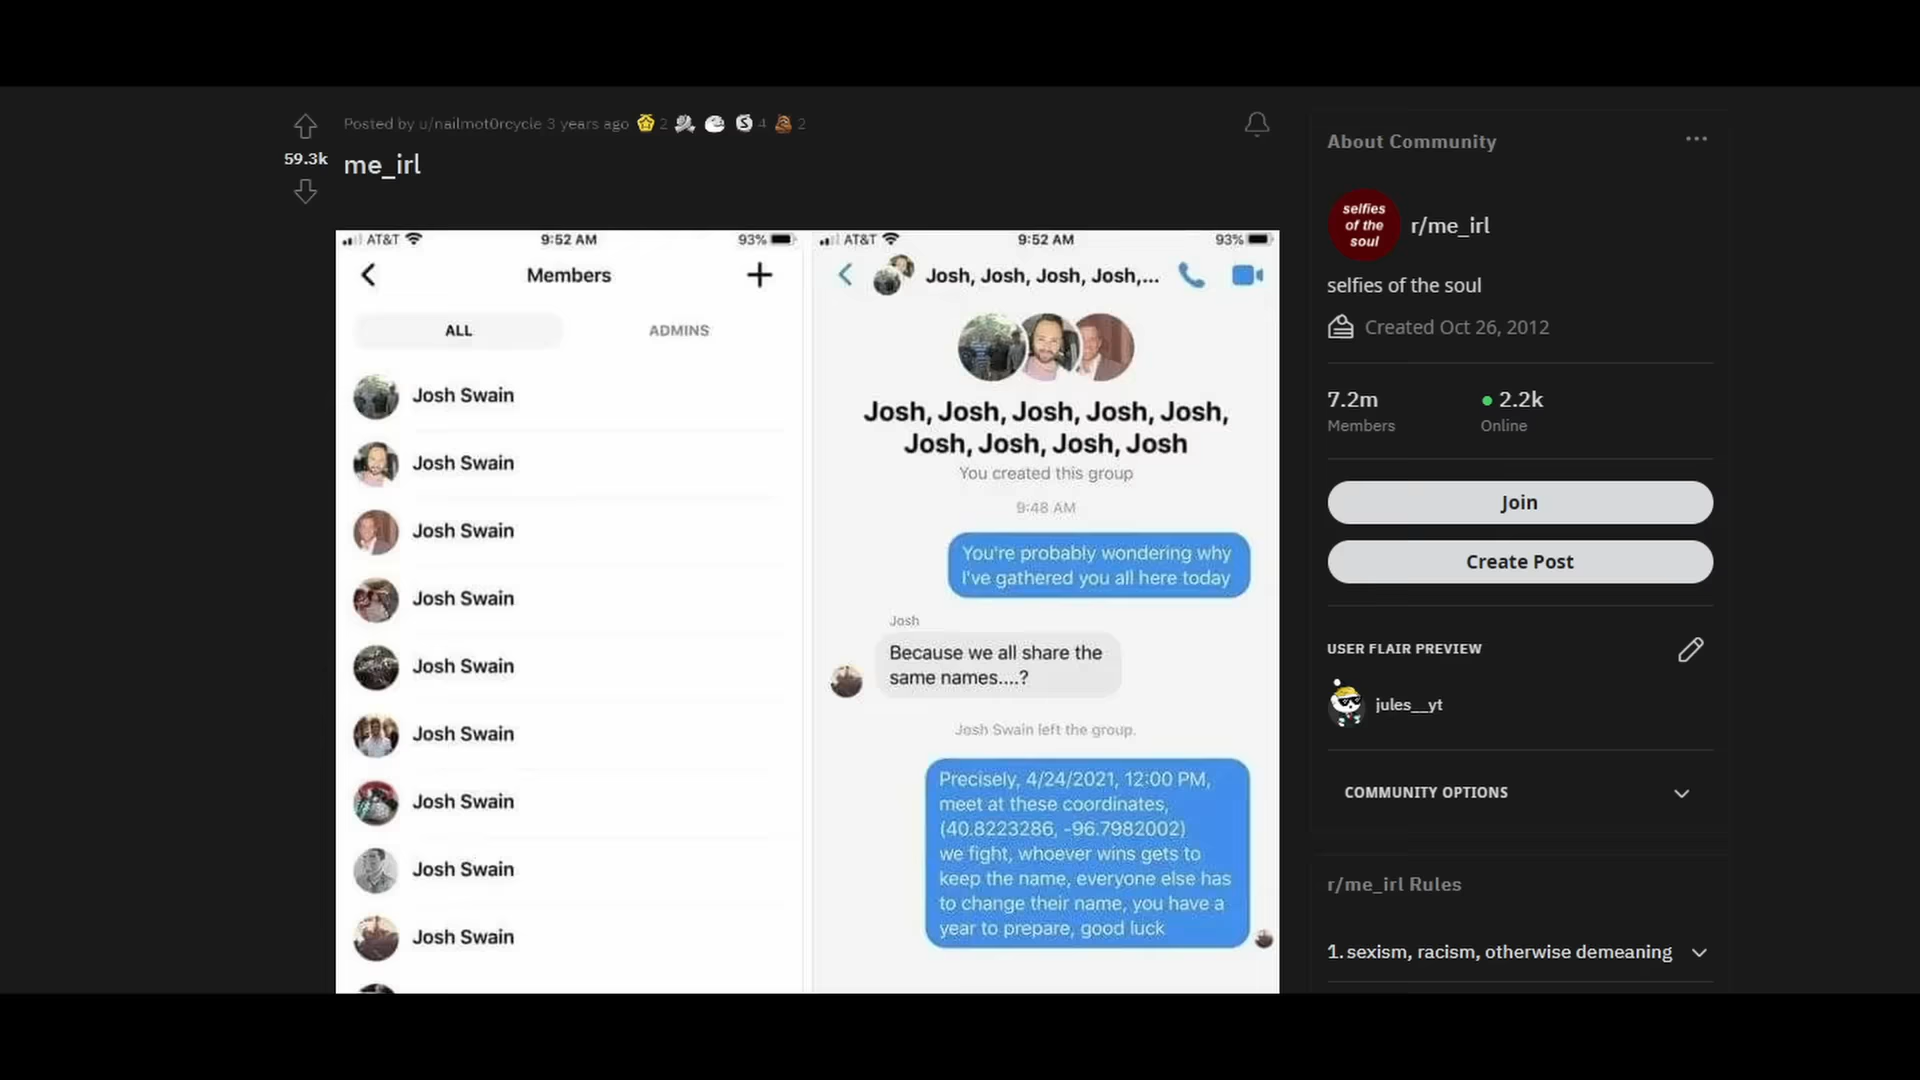 Posted by u/nailmot0rcycle 3 years ago 2 4 2
59.3k
me_irl
AT&T 9:52 AM 93%
Members
ALL ADMINS
Josh Swain
Josh Swain
Josh Swain
Josh Swain
Josh Swain
Josh Swain
Josh Swain
Josh Swain
Josh Swain
AT&T 9:52 AM 93%
Josh, Josh, Josh, Josh,...
Josh, Josh, Josh, Josh, Josh,
Josh, Josh, Josh, Josh
You created this group
9:48 AM
You're probably wondering why
I've gathered you all here today
Josh
Because we all share the
same names....?
Josh Swain left the group.
Precisely, 4/24/2021, 12:00 PM,
meet at these coordinates,
(40.8223286, -96.7982002)
we fight, whoever wins gets to
keep the name, everyone else has
to change their name, you have a
year to prepare, good luck
About Community
selfies
of the
soul
r/me_irl
selfies of the soul
Created Oct 26, 2012
7.2m 2.2k
Members Online
Join
Create Post
USER FLAIR PREVIEW
jules__yt
COMMUNITY OPTIONS
r/me_irl Rules
1. sexism, racism, otherwise demeaning